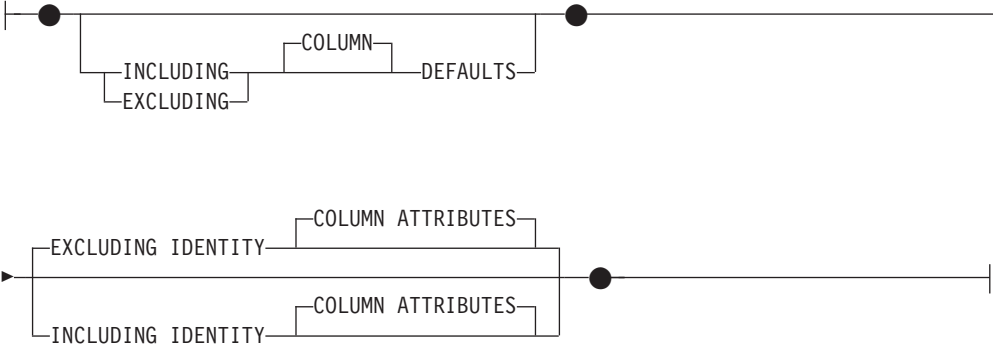 COLUMN
INCLUDING DEFAULTS
EXCLUDING
COLUMN ATTRIBUTES
EXCLUDING IDENTITY
COLUMN ATTRIBUTES
INCLUDING IDENTITY